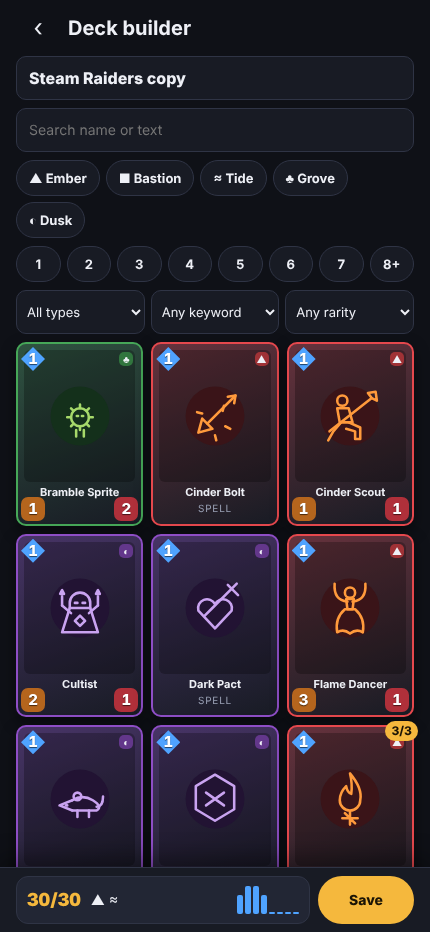 Deck builder
Steam Raiders copy
Search name or text
Ember
Bastion
Tide
Grove
Dusk
1 2 3 4 5 6 7 8+
All types Any keyword Any rarity
1 1 1
Bramble Sprite Cinder Bolt Cinder Scout
SPELL
1 2 1 1
1 1 1
Cultist Dark Pact Flame Dancer
SPELL
2 1 3 1
3/3
1 1 1
30/30
Save